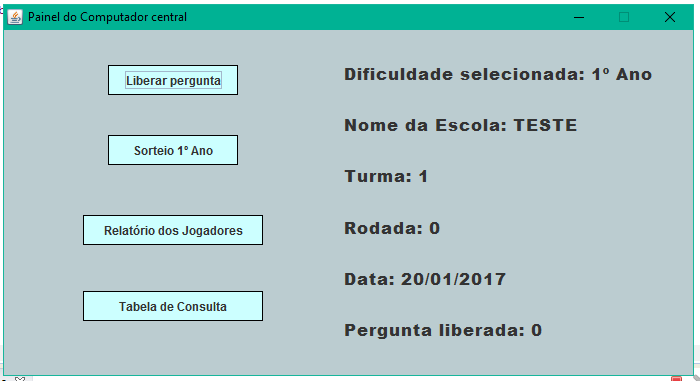 Painel do Computador central
Liberar pergunta
Sorteio 1º Ano
Relatório dos Jogadores
Tabela de Consulta
Dificuldade selecionada: 1º Ano
Nome da Escola: TESTE
Turma: 1
Rodada: 0
Data: 20/01/2017
Pergunta liberada: 0